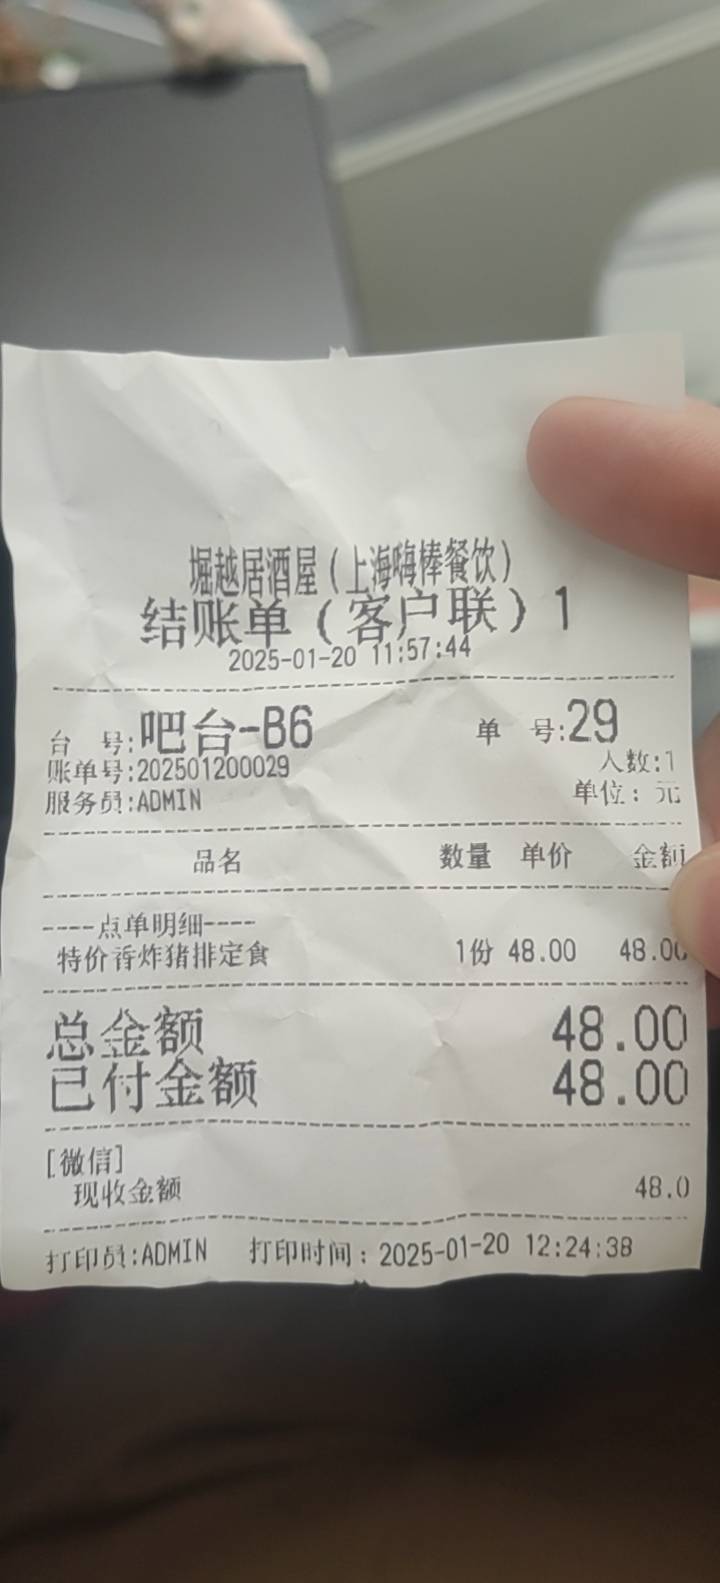 堀越居酒屋（上海嗨棒餐饮）
结账单（客户联）1
2025-01-20 11:57:44
台 号:吧台-B6 单 号:29
账单号:202501200029 人数:1
服务员:ADMIN 单位：元
品名 数量 单价 金额
----点单明细----
特价香炸猪排定食 1份 48.00 48.00
总金额 48.00
已付金额 48.00
[微信]
现收金额 48.0
打印员:ADMIN 打印时间：2025-01-20 12:24:38